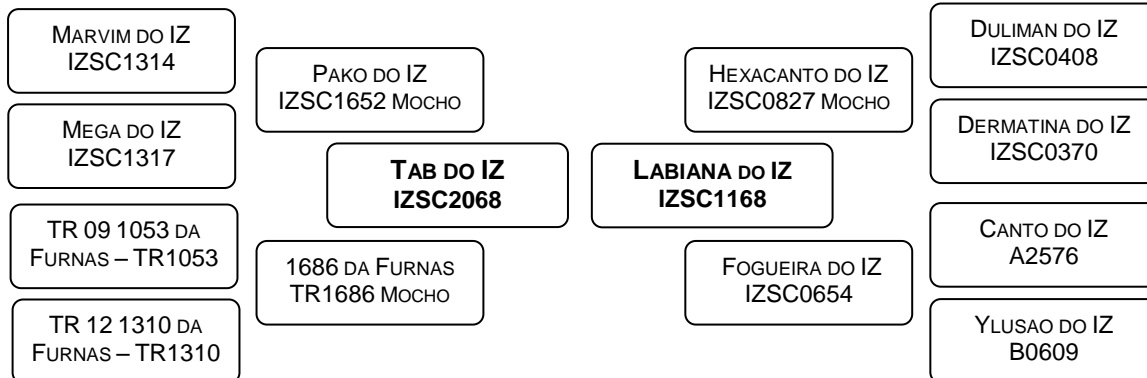 Marvim do IZ
IZSC1314
Mega do IZ
IZSC1317
TR 09 1053 da
Furnas – TR1053
TR 12 1310 da
Furnas – TR1310
Pako do IZ
IZSC1652 Mocho
1686 da Furnas
TR1686 Mocho
Tab do IZ
IZSC2068
Labiana do IZ
IZSC1168
Hexacanto do IZ
IZSC0827 Mocho
Fogueira do IZ
IZSC0654
Duliman do IZ
IZSC0408
Dermatina do IZ
IZSC0370
Canto do IZ
A2576
Ylusao do IZ
B0609